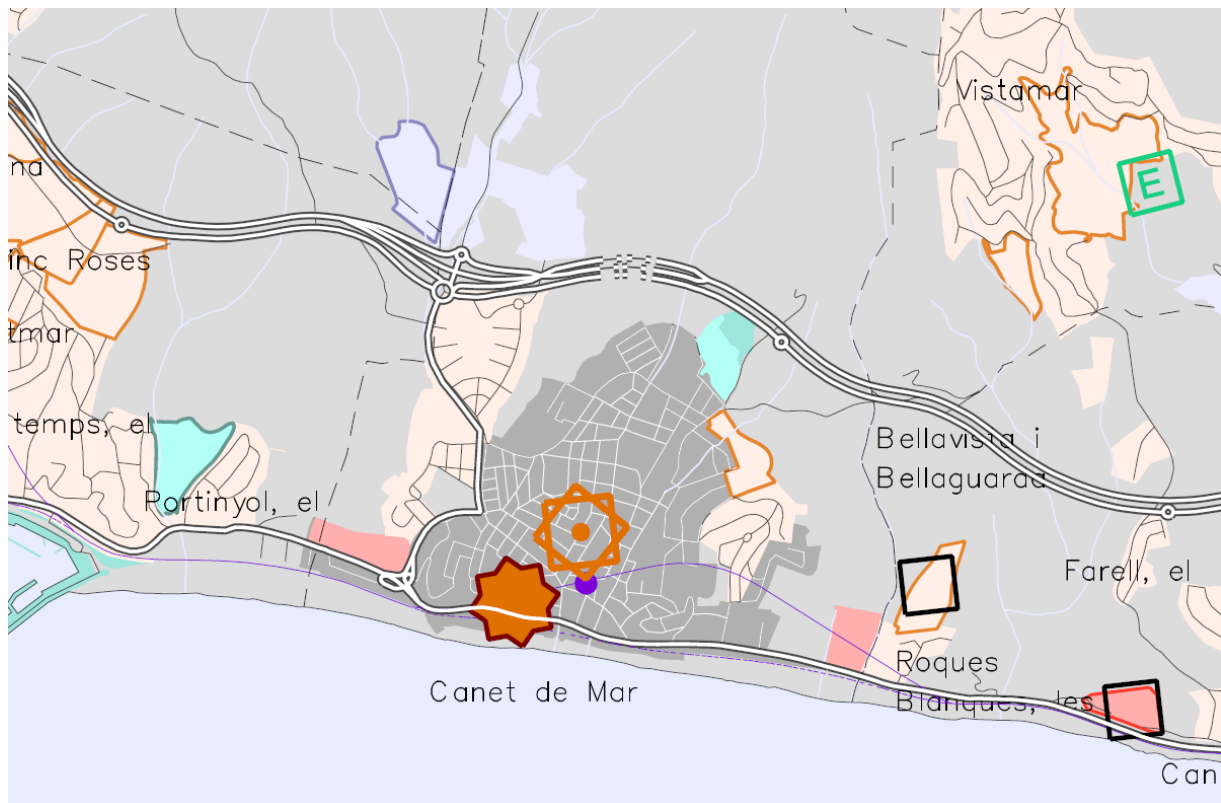 Vistamar
E
na
inc Roses
tmar
temps, el
Bellavista i
Bellaguarda
Portinyol, el
Farell, el
Roques
Blanques, les
Canet de Mar
Can